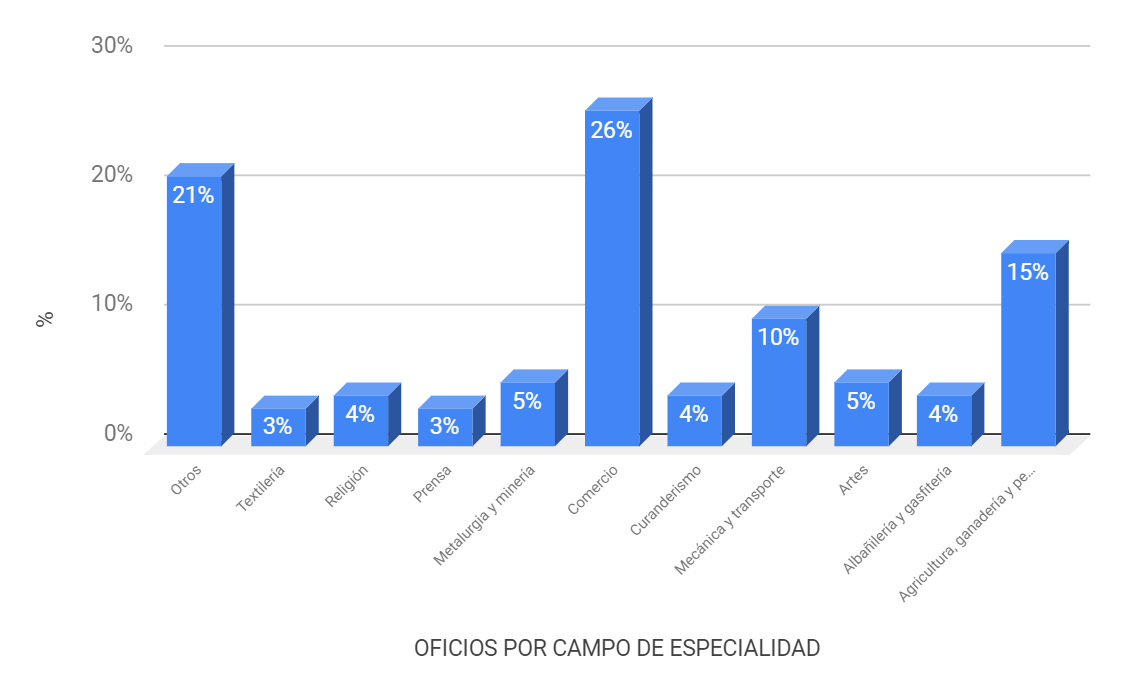 30%
20%
10%
0%
%
21%
3%
4%
3%
5%
26%
4%
10%
5%
4%
15%
Otros
Textilería
Religión
Prensa
Metalurgia y minería
Comercio
Curanderismo
Mecánica y transporte
Artes
Albañilería y gasfitería
Agricultura, ganadería y pe...
OFICIOS POR CAMPO DE ESPECIALIDAD